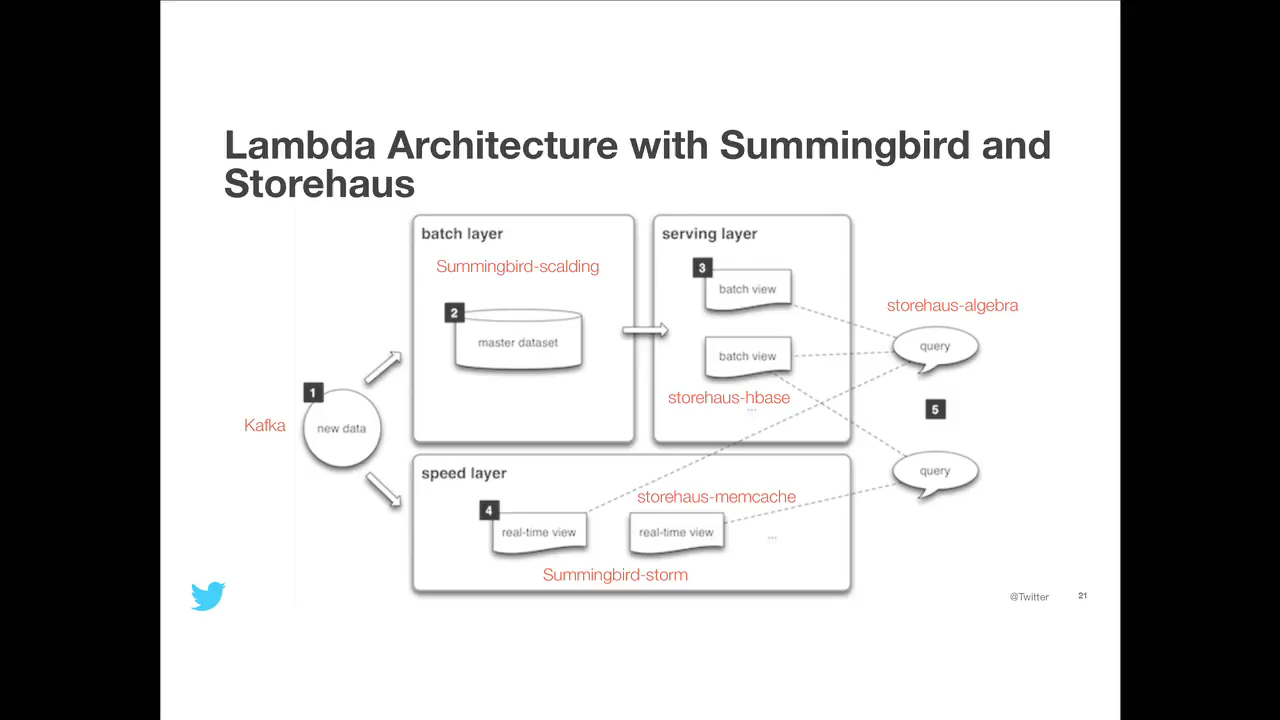 Lambda Architecture with Summingbird and
Storehaus
batch layer
Summingbird-scalding
2
master dataset
serving layer
3
batch view
batch view
storehaus-hbase
...
storehaus-algebra
query
5
query
1
Kafka
new data
speed layer
4
real-time view
storehaus-memcache
real-time view
...
Summingbird-storm
@Twitter
21